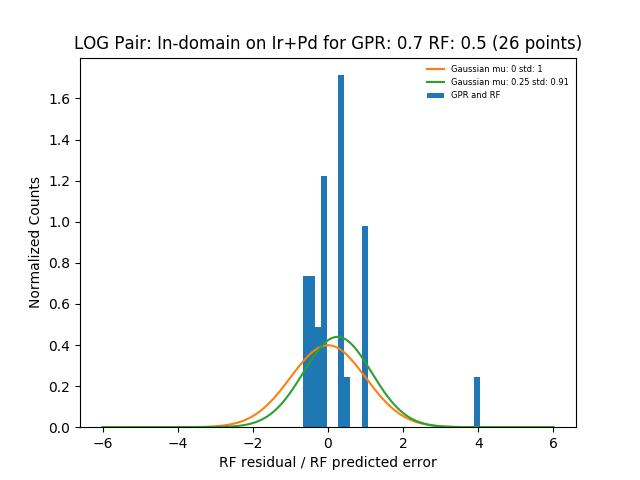 LOG Pair: In-domain on Ir+Pd for GPR: 0.7 RF: 0.5 (26 points)
Gaussian mu: 0 std: 1
Gaussian mu: 0.25 std: 0.91
GPR and RF
1.6
1.4
1.2
1.0
0.8
0.6
0.4
0.2
0.0
Normalized Counts
−6 −4 −2 0 2 4 6
RF residual / RF predicted error